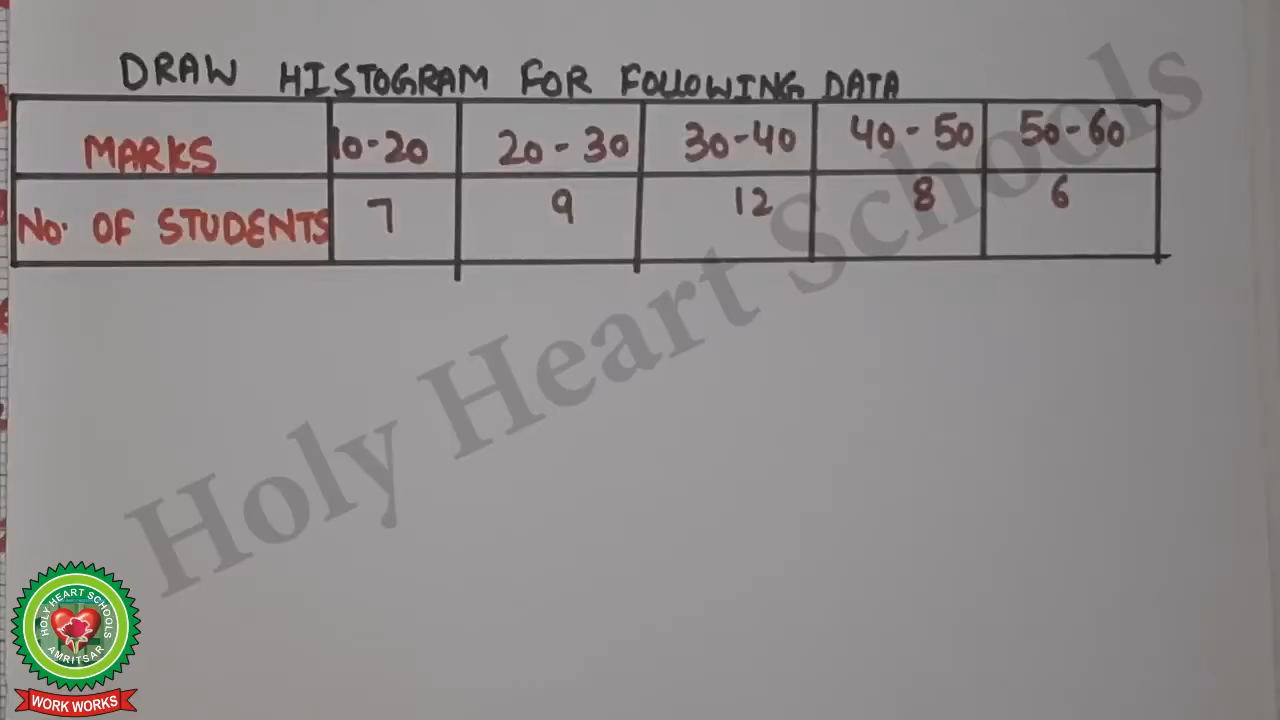 DRAW HISTOGRAM FOR FOLLOWING DATA
MARKS 10-20 20-30 30-40 40-50 50-60
No. OF STUDENTS 7 9 12 8 6
Holy Heart Schools
HOLY HEART SCHOOLS
AMRITSAR
WORK WORKS